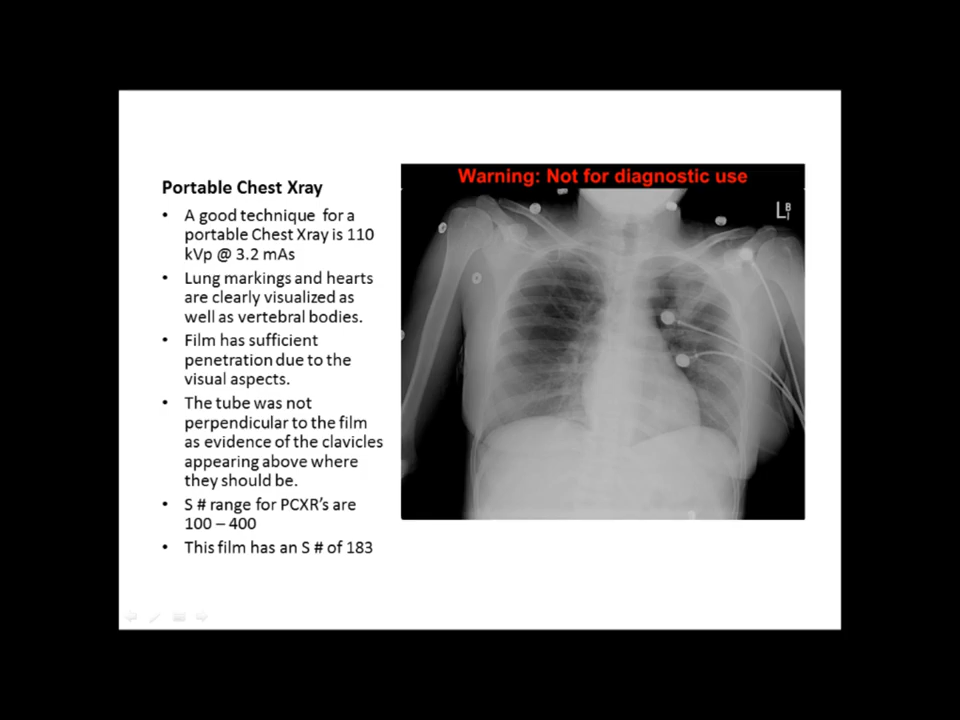 Warning: Not for diagnostic use
L B
Portable Chest Xray
• A good technique for a
portable Chest Xray is 110
kVp @ 3.2 mAs
• Lung markings and hearts
are clearly visualized as
well as vertebral bodies.
• Film has sufficient
penetration due to the
visual aspects.
• The tube was not
perpendicular to the film
as evidence of the clavicles
appearing above where
they should be.
• S # range for PCXR’s are
100 – 400
• This film has an S # of 183